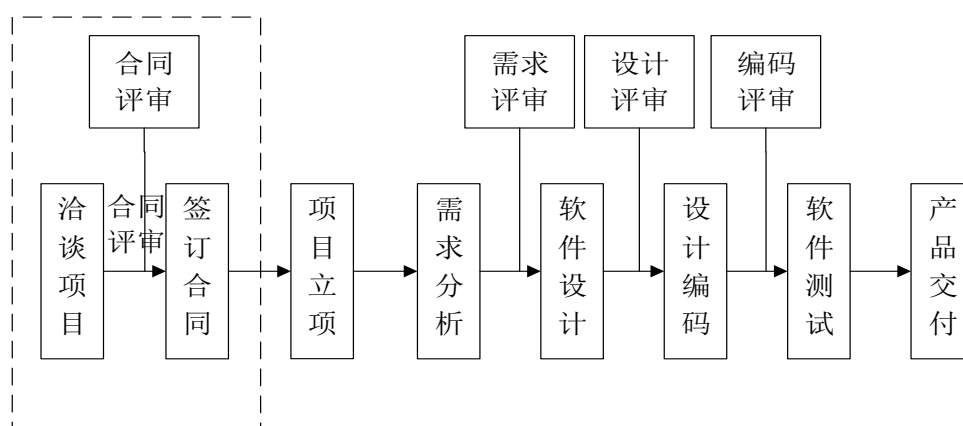 合同
评审
需求
评审
设计
评审
编码
评审
洽谈项目
合同
评审
签订合同
项目立项
需求分析
软件设计
设计编码
软件测试
产品交付